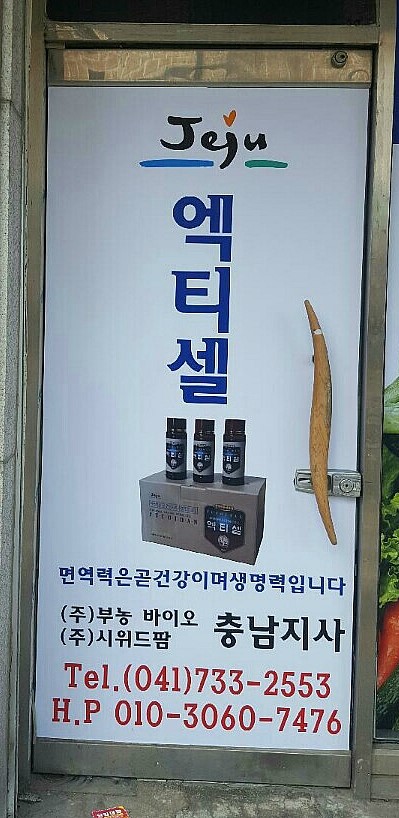 Jeju
엑티셀
엑티셀
FUCOIDAN
면역력은곧건강이며생명력입니다
(주)부농 바이오
(주)시위드팜
충남지사
Tel.(041)733-2553
H.P 010-3060-7476